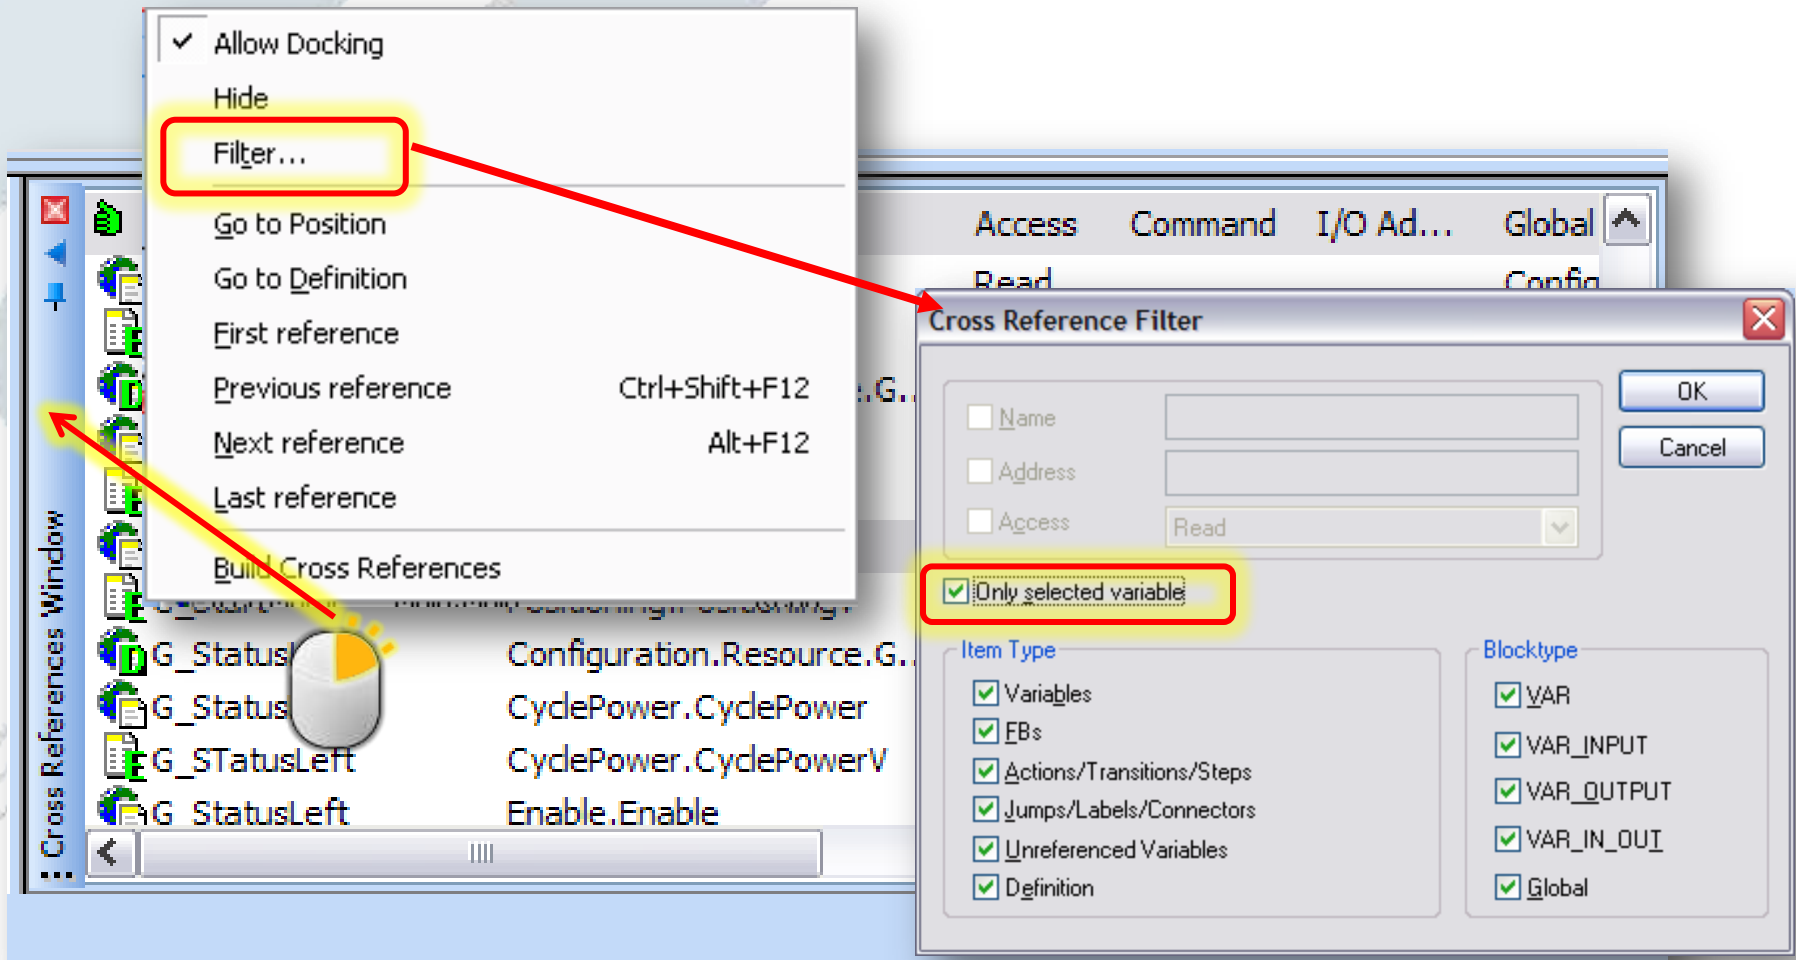 Allow Docking
Hide
Filter...
Go to Position
Go to Definition
First reference
Previous reference Ctrl+Shift+F12
Next reference Alt+F12
Last reference
Build Cross References
Access Command I/O Ad... Global
Read Config
Cross References Window
Configuration.Resource.G..
G_Status CyclePower.CyclePower
G_STatusLeft CyclePower.CyclePowerV
G_StatusLeft Enable.Enable
Cross Reference Filter
Name
Address
Access Read
OK
Cancel
Only selected variable
Item Type
Variables
FBs
Actions/Transitions/Steps
Jumps/Labels/Connectors
Unreferenced Variables
Definition
Blocktype
VAR
VAR_INPUT
VAR_OUTPUT
VAR_IN_OUT
Global